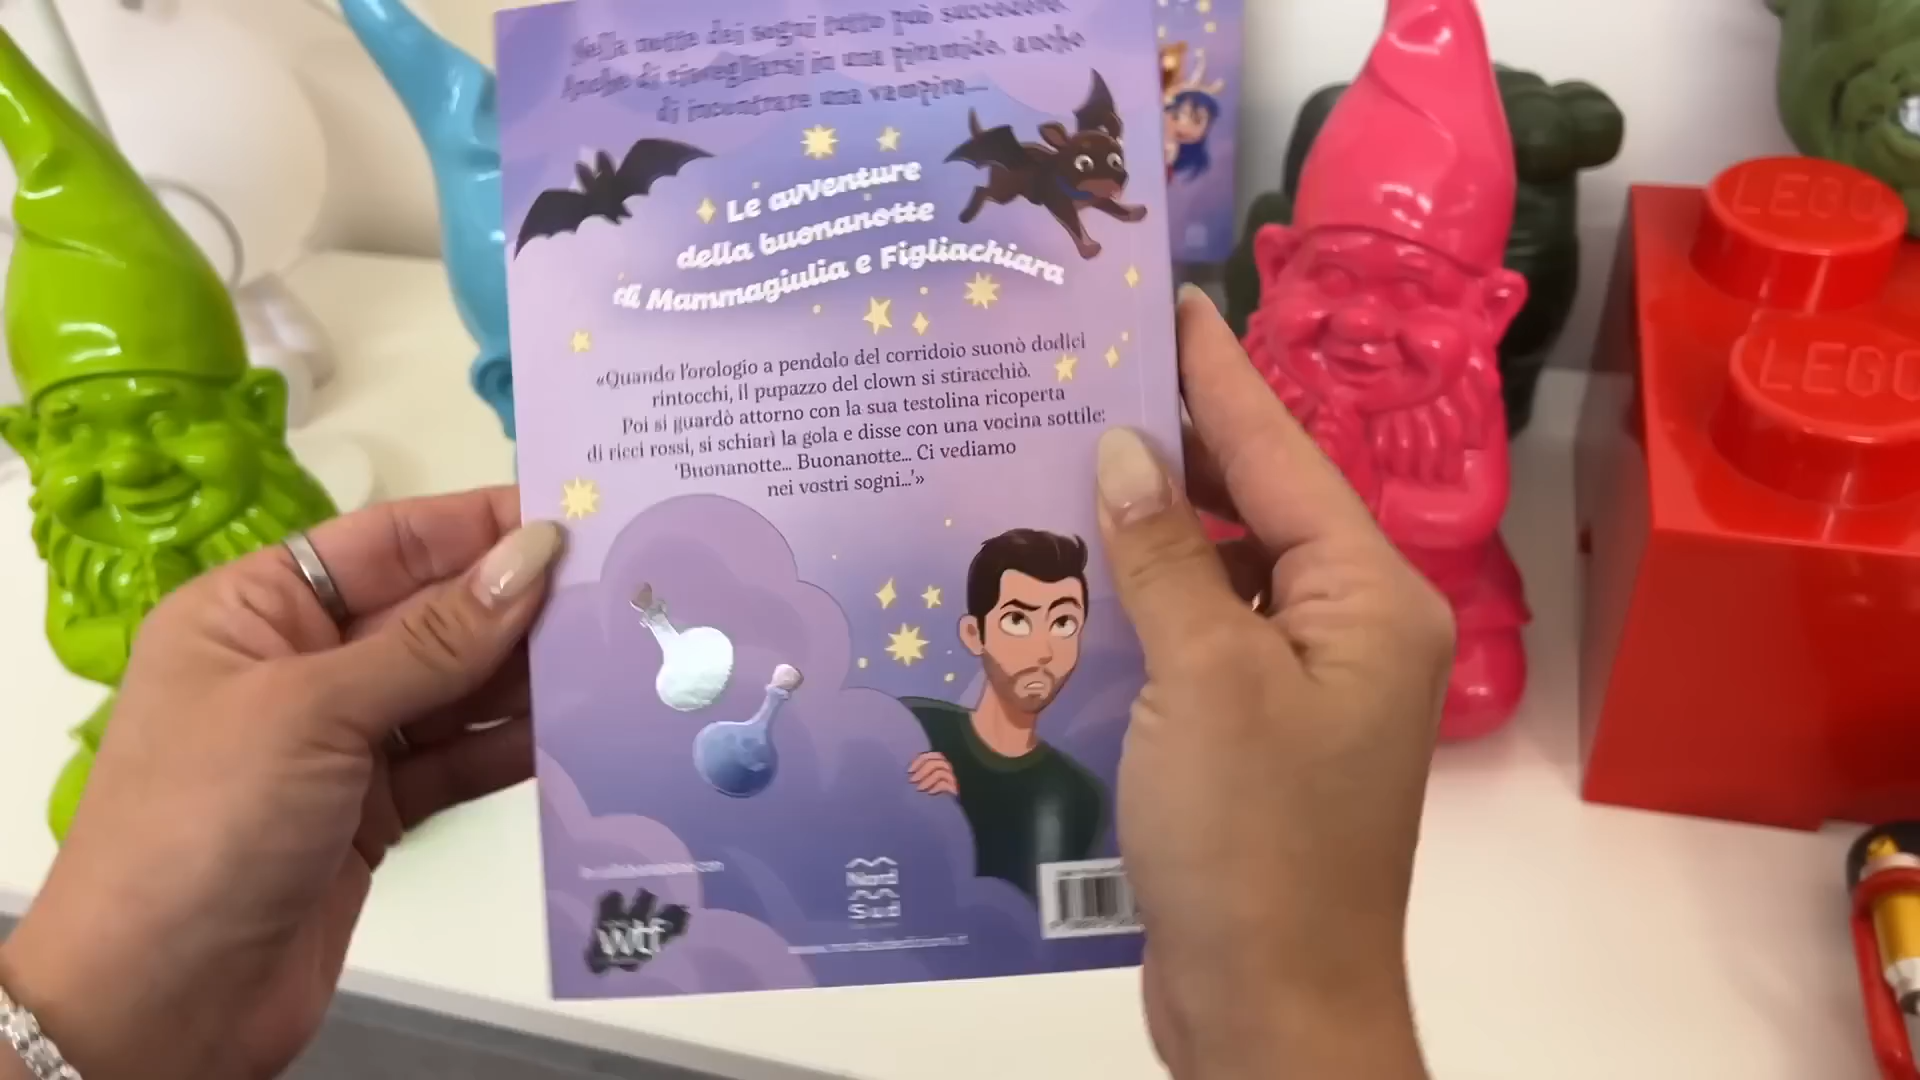 Nella notte dei sogni tutto può succedere.
Anche di risvegliarsi in una piramide, anche
di incontrare una vampira...
Le avventure
della buonanotte
di Mammagiulia e Figliachiara
«Quando l'orologio a pendolo del corridoio suonò dodici
rintocchi, il pupazzo del clown si stiracchiò.
Poi si guardò attorno con la sua testolina ricoperta
di ricci rossi, si schiarì la gola e disse con una vocina sottile:
'Buonanotte... Buonanotte... Ci vediamo
nei vostri sogni...'»
Nord
Sud
wtf
LEGO
LEGO